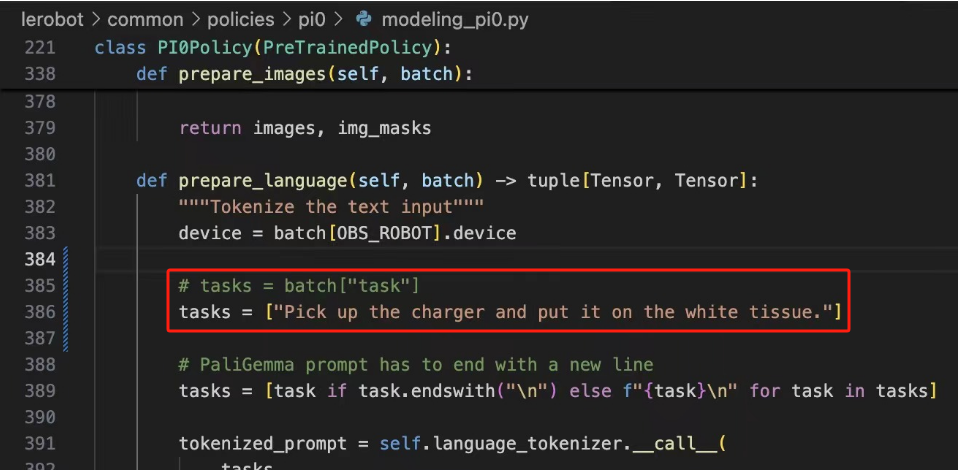 lerobot > common > policies > pi0 > modeling_pi0.py
221 class PI0Policy(PreTrainedPolicy):
338 def prepare_images(self, batch):
378
379 return images, img_masks
380
381 def prepare_language(self, batch) -> tuple[Tensor, Tensor]:
382 """Tokenize the text input"""
383 device = batch[OBS_ROBOT].device
384
385 # tasks = batch["task"]
386 tasks = ["Pick up the charger and put it on the white tissue."]
387
388 # PaliGemma prompt has to end with a new line
389 tasks = [task if task.endswith("\n") else f"{task}\n" for task in tasks]
390
391 tokenized_prompt = self.language_tokenizer.__call__(
392 tasks